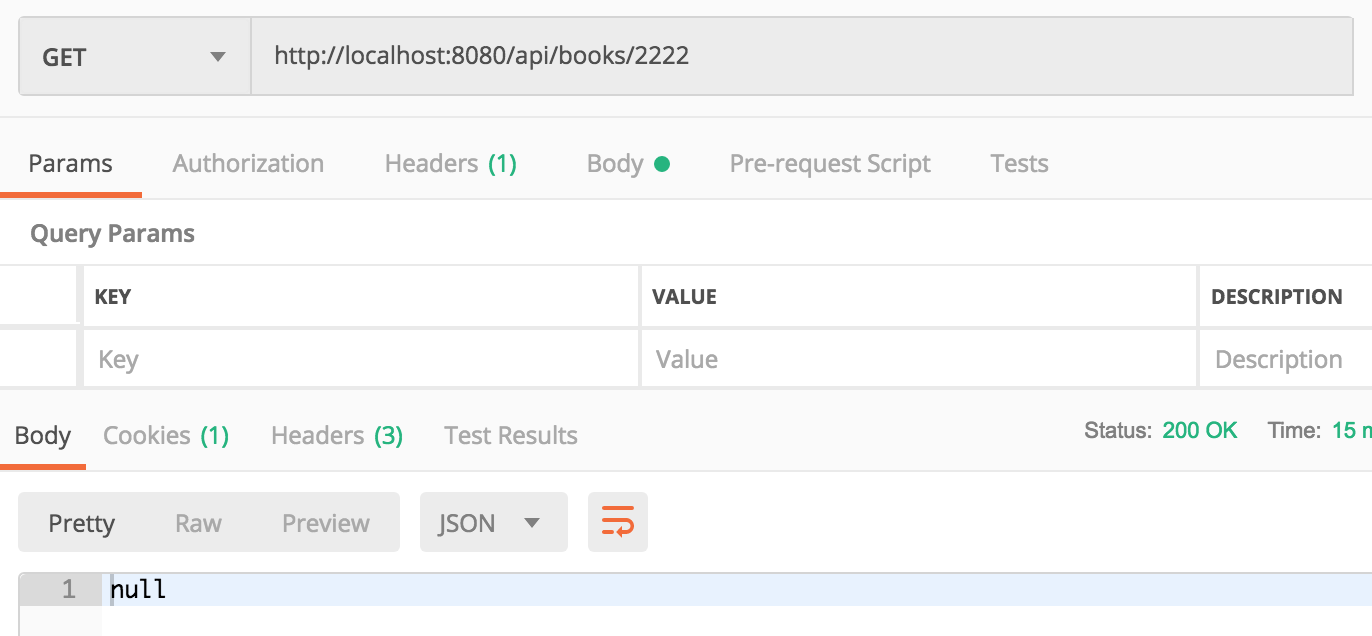 GET http://localhost:8080/api/books/2222
Params Authorization Headers (1) Body Pre-request Script Tests
Query Params
KEY VALUE DESCRIPTION
Key Value Description
Body Cookies (1) Headers (3) Test Results Status: 200 OK Time: 15 m
Pretty Raw Preview JSON
1 null